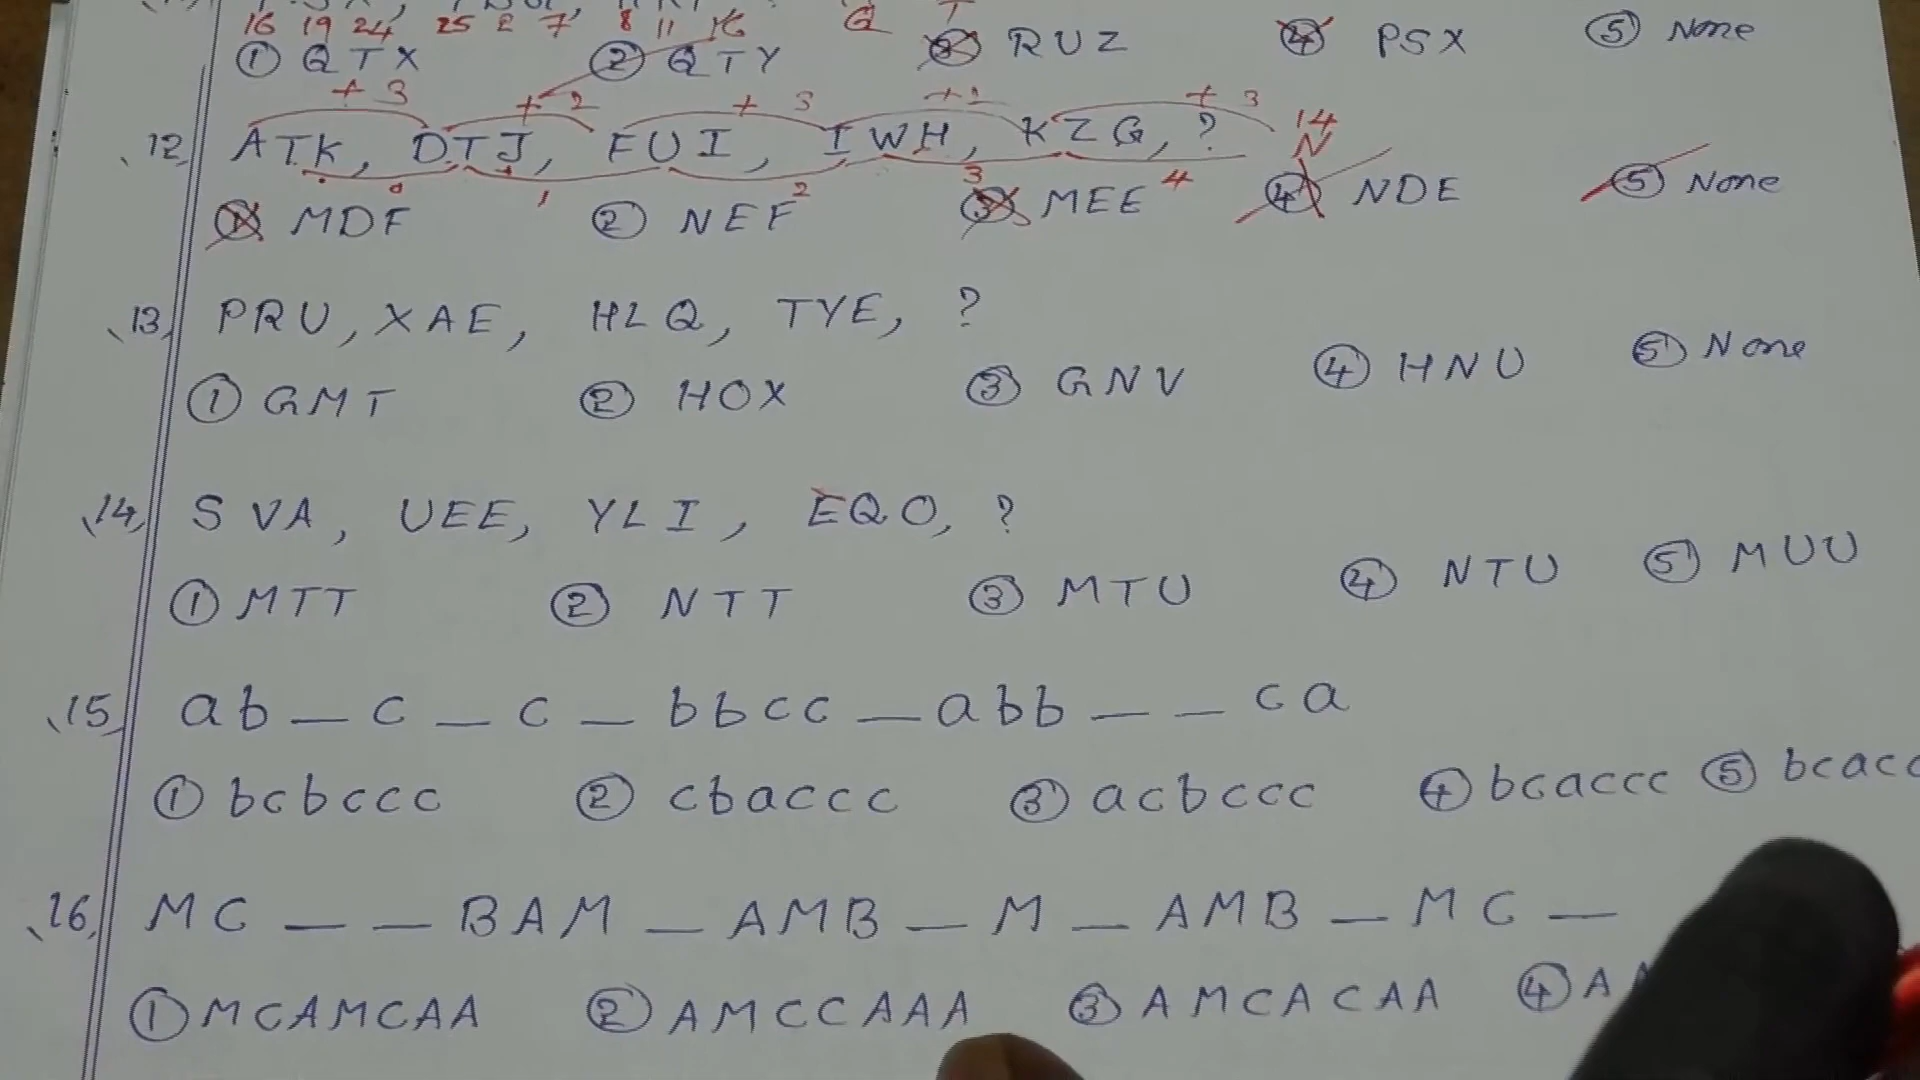 16 19 24 25 2 7 8 11 16 Q T
① QTX ② QTY ③ RUZ ④ PSX ⑤ None
+3 +2 +3 +2 +3
12) ATK, DTJ, FUI, IWH, KZG, ? 14 N
0 1 2 3 4
① MDF ② NEF ③ MEE ④ NDE ⑤ None
13) PRU, XAE, HLQ, TYE, ?
① GMT ② HOX ③ GNV ④ HNU ⑤ None
14) SVA, UEE, YLI, EQO, ?
① MTT ② NTT ③ MTU ④ NTU ⑤ MUU
15) ab _ c _ c _ bbcc _ abb _ _ ca
① bcbccc ② cbaccc ③ acbccc ④ bcaccc ⑤ bcac
16) MC _ _ BAM _ AMB _ M _ AMB _ MC _
① MCAMCAA ② AMCCAAA ③ AMCACAA ④ A